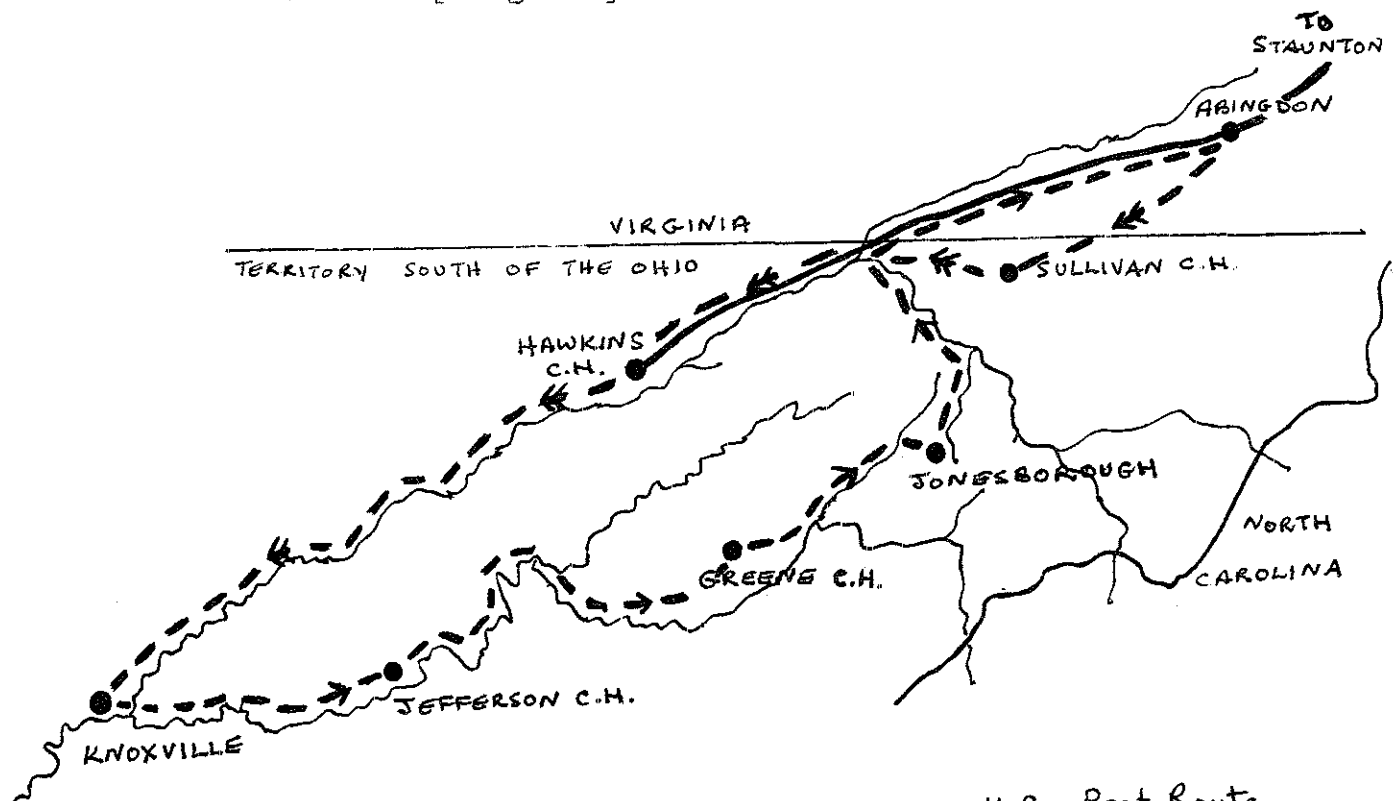 TO
STAUNTON
ABINGDON
VIRGINIA
TERRITORY SOUTH OF THE OHIO
SULLIVAN C.H.
HAWKINS
C.H.
JONESBOROUGH
NORTH
CAROLINA
GREENE C.H.
JEFFERSON C.H.
KNOXVILLE
U.S. Post Route